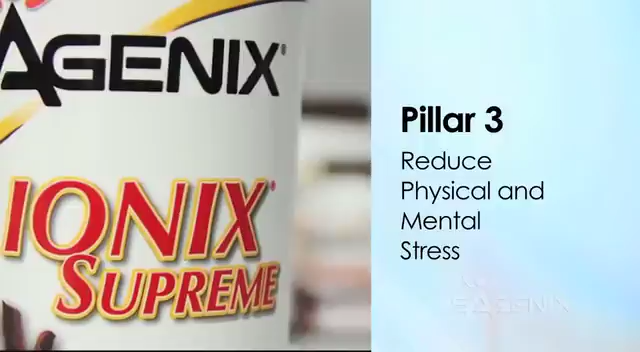 AGENIX®
IONIX®
SUPREME
Pillar 3
Reduce
Physical and
Mental
Stress